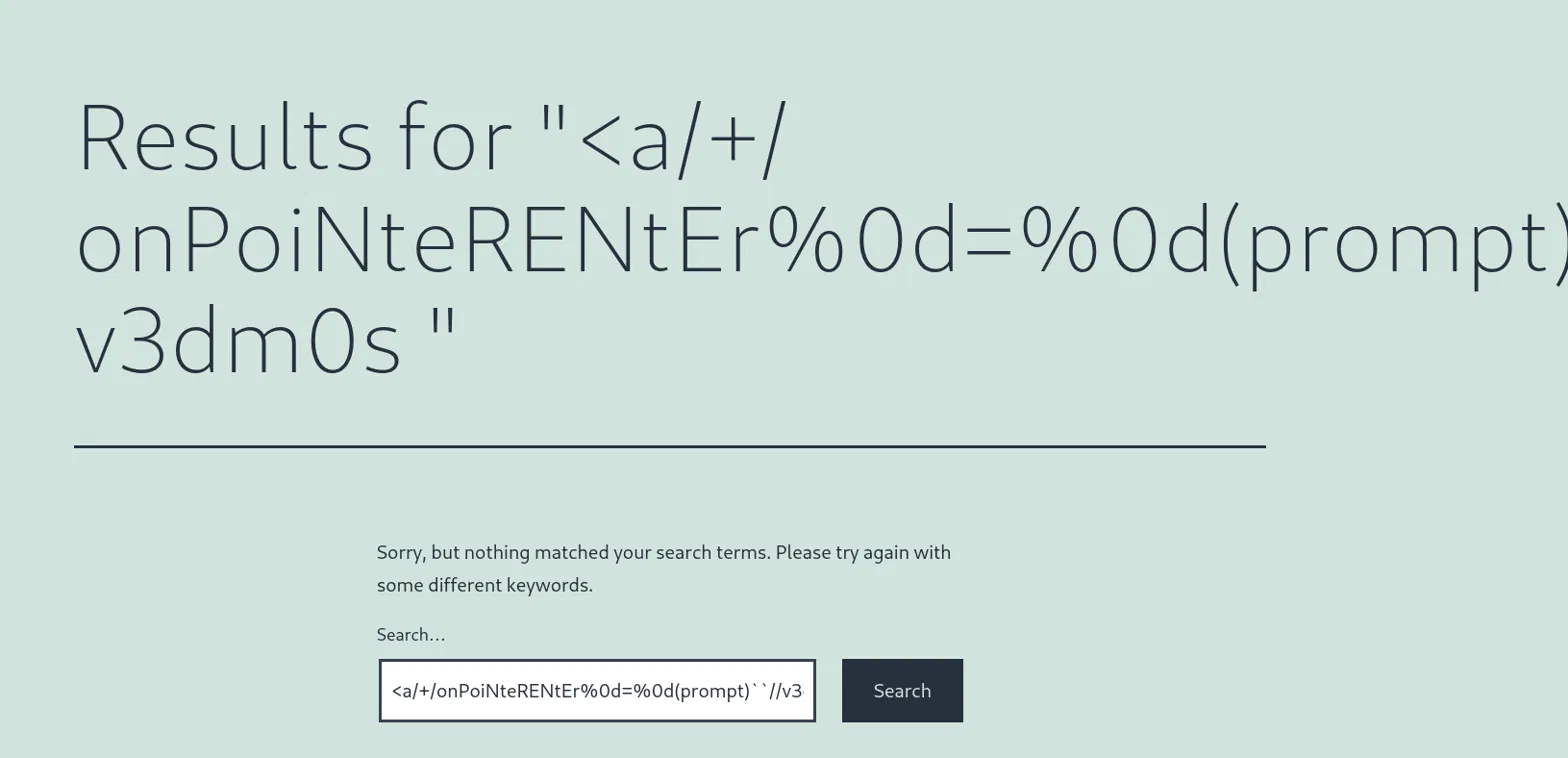 Results for "<a/+/
onPoiNteRENtEr%0d=%0d(prompt)
v3dm0s "
Sorry, but nothing matched your search terms. Please try again with
some different keywords.
Search…
<a/+/onPoiNteRENtEr%0d=%0d(prompt)``//v3
Search